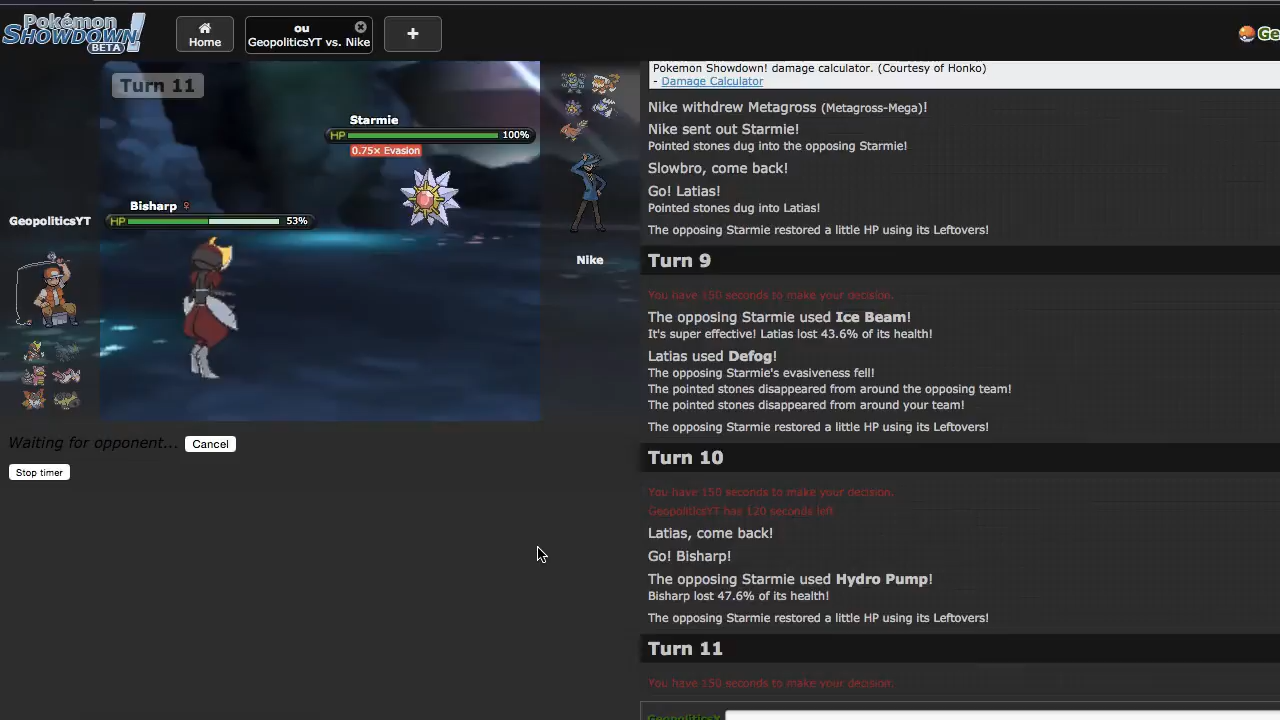 Pokémon
SHOWDOWN!
BETA
Home
ou
GeopoliticsYT vs. Nike
+
Ge
Turn 11
Starmie
HP 100%
0.75× Evasion
Bisharp ♀
HP 53%
GeopoliticsYT
Nike
Waiting for opponent... Cancel
Stop timer
Pokemon Showdown! damage calculator. (Courtesy of Honko)
- Damage Calculator
Nike withdrew Metagross (Metagross-Mega)!
Nike sent out Starmie!
Pointed stones dug into the opposing Starmie!
Slowbro, come back!
Go! Latias!
Pointed stones dug into Latias!
The opposing Starmie restored a little HP using its Leftovers!
Turn 9
You have 150 seconds to make your decision.
The opposing Starmie used Ice Beam!
It's super effective! Latias lost 43.6% of its health!
Latias used Defog!
The opposing Starmie's evasiveness fell!
The pointed stones disappeared from around the opposing team!
The pointed stones disappeared from around your team!
The opposing Starmie restored a little HP using its Leftovers!
Turn 10
You have 150 seconds to make your decision.
GeopoliticsYT has 120 seconds left
Latias, come back!
Go! Bisharp!
The opposing Starmie used Hydro Pump!
Bisharp lost 47.6% of its health!
The opposing Starmie restored a little HP using its Leftovers!
Turn 11
You have 150 seconds to make your decision.
GeopoliticsY